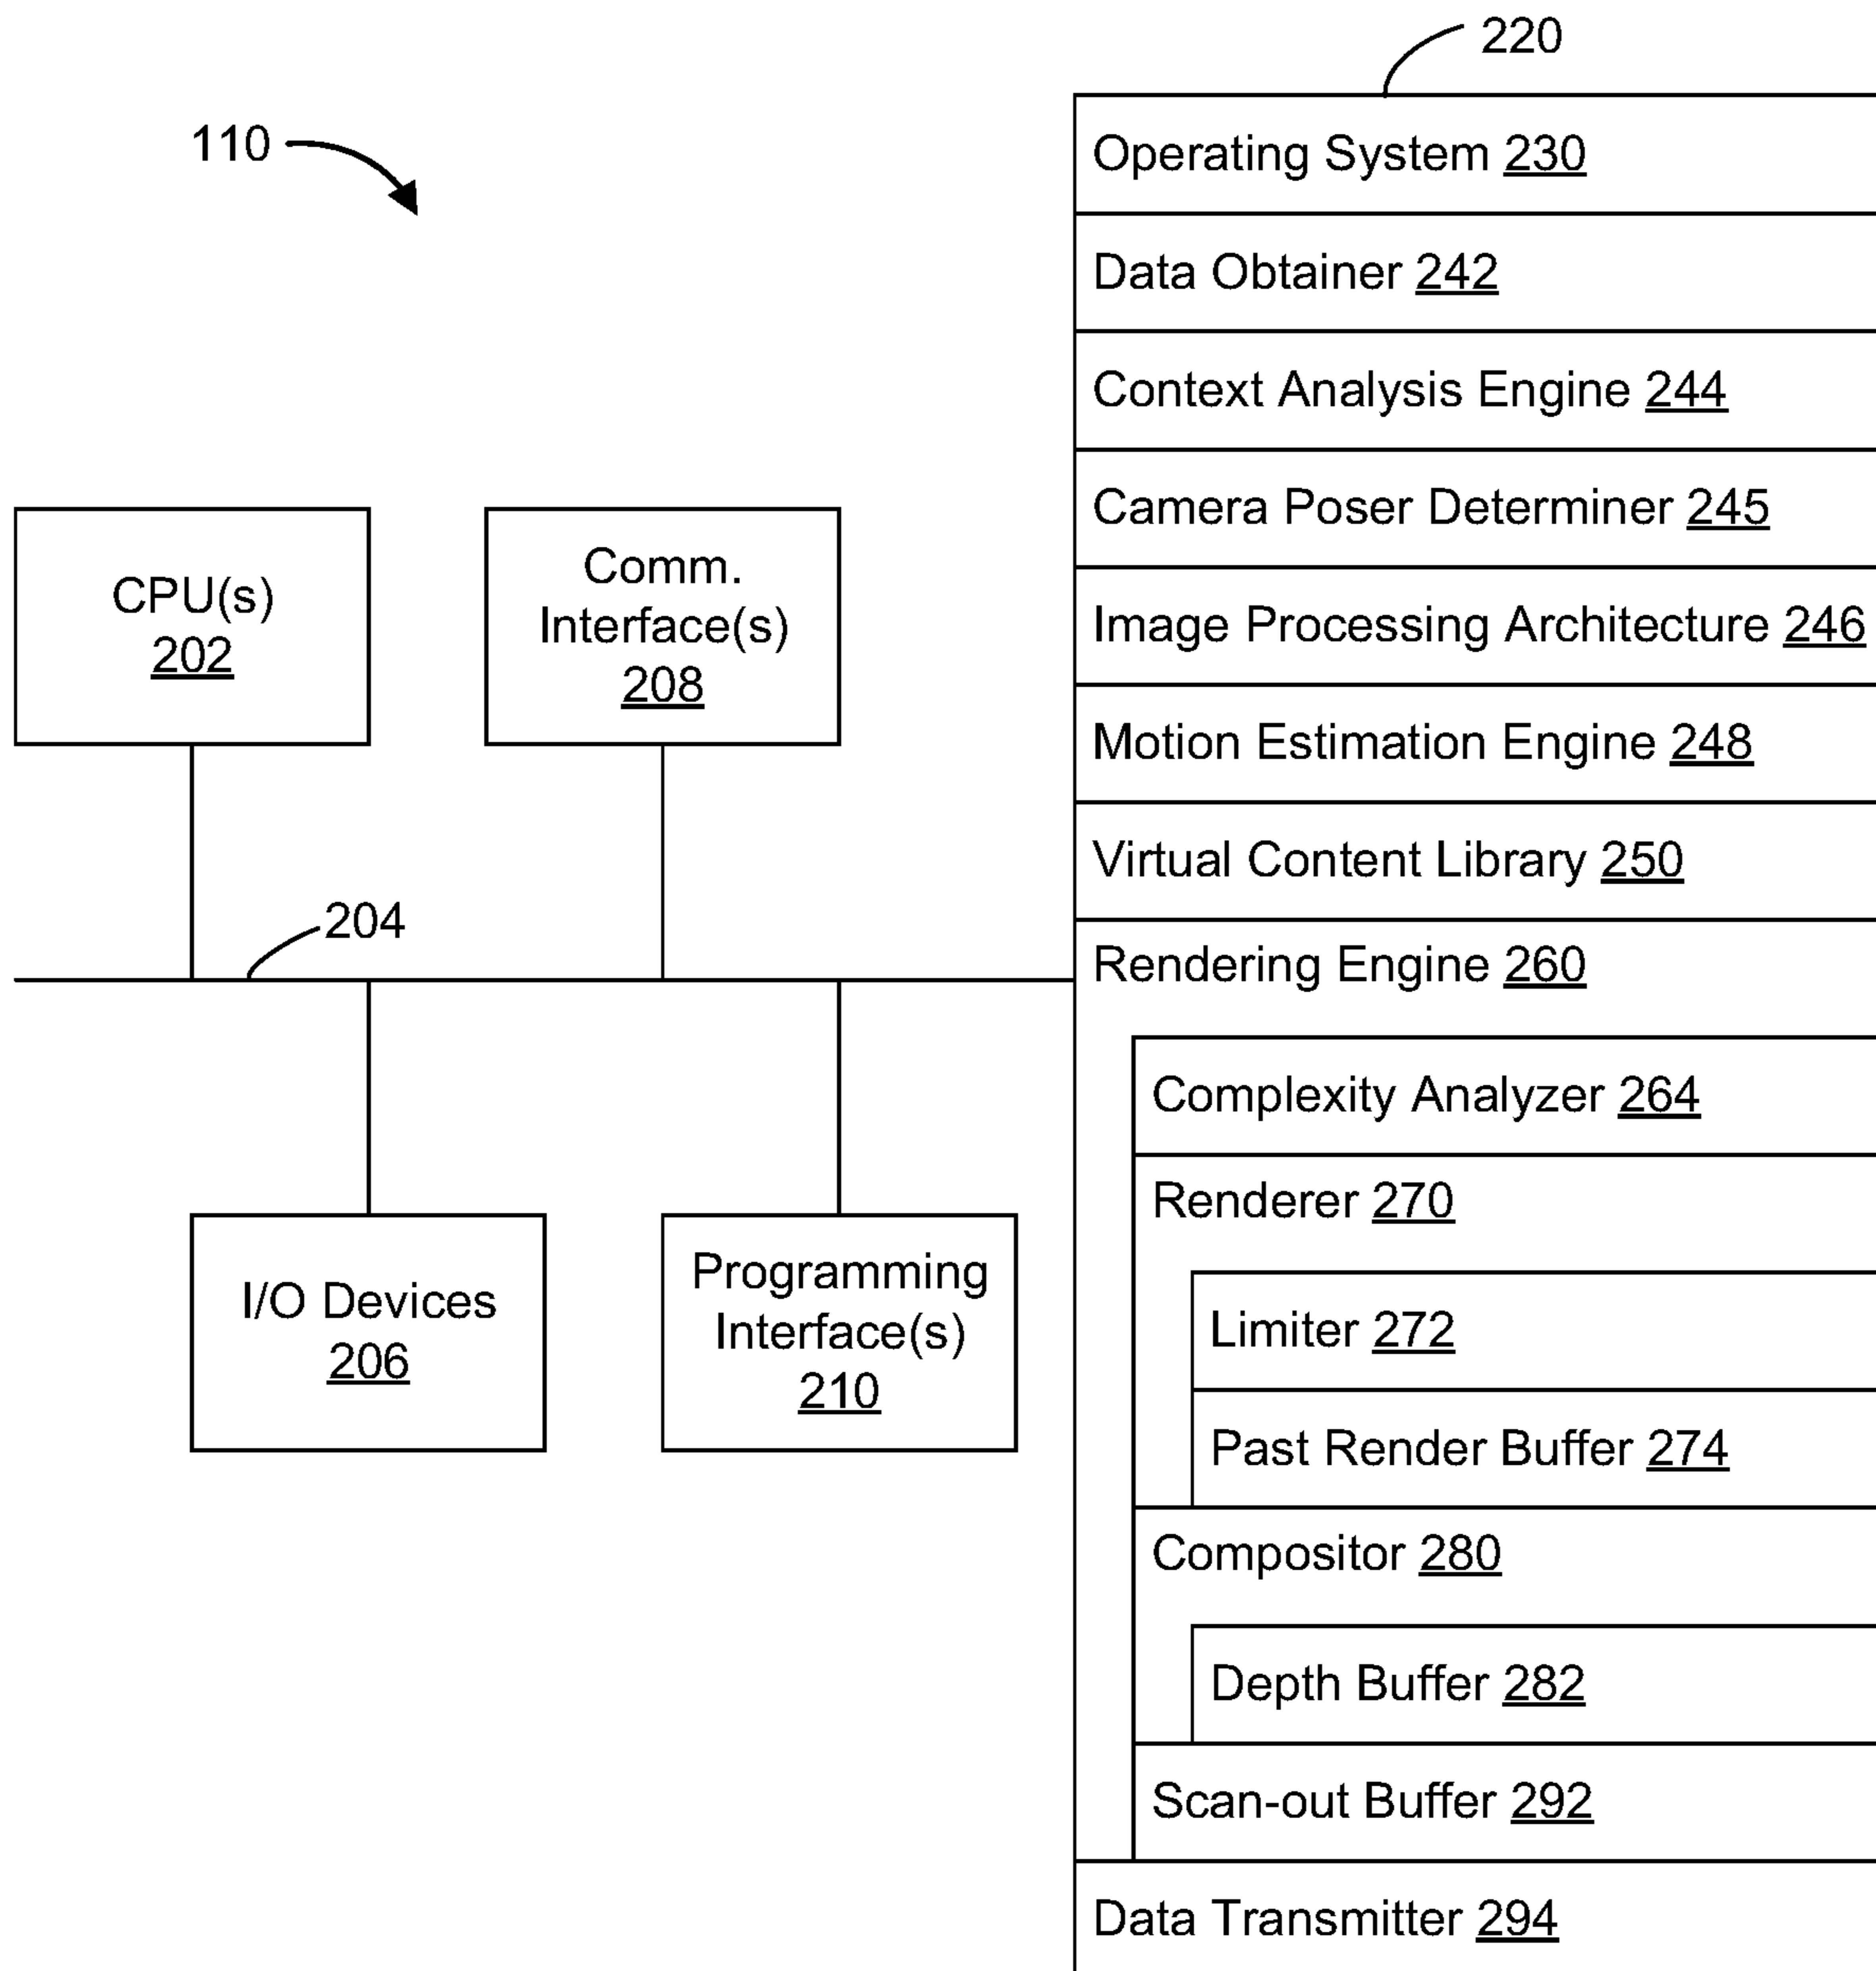 220
110
Operating System 230
Data Obtainer 242
Context Analysis Engine 244
Camera Poser Determiner 245
Image Processing Architecture 246
Motion Estimation Engine 248
Virtual Content Library 250
Rendering Engine 260
Complexity Analyzer 264
Renderer 270
Limiter 272
Past Render Buffer 274
Compositor 280
Depth Buffer 282
Scan-out Buffer 292
Data Transmitter 294
CPU(s)
202
Comm.
Interface(s)
208
204
I/O Devices
206
Programming
Interface(s)
210